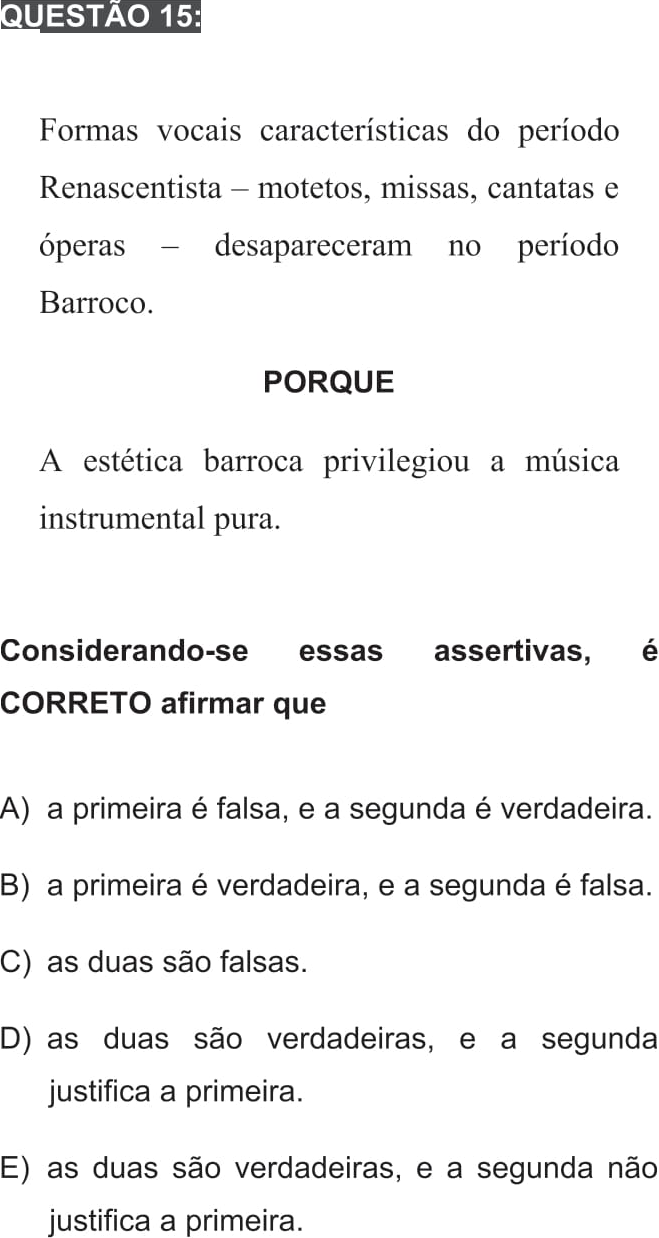 QUESTÃO 15:
Formas vocais características do período
Renascentista – motetos, missas, cantatas e
óperas – desapareceram no período
Barroco.
PORQUE
A estética barroca privilegiou a música
instrumental pura.
Considerando-se essas assertivas, é
CORRETO afirmar que
A) a primeira é falsa, e a segunda é verdadeira.
B) a primeira é verdadeira, e a segunda é falsa.
C) as duas são falsas.
D) as duas são verdadeiras, e a segunda
justifica a primeira.
E) as duas são verdadeiras, e a segunda não
justifica a primeira.